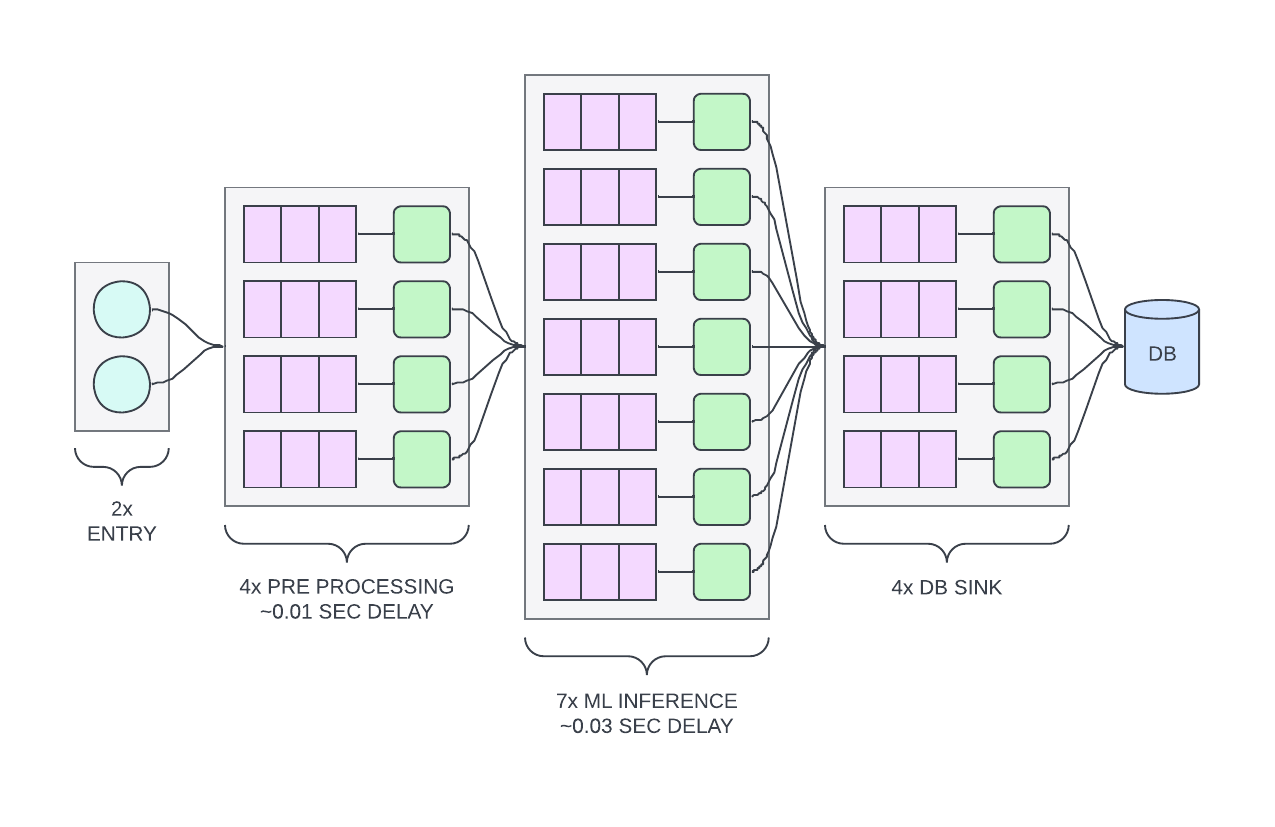 2x
ENTRY
4x PRE PROCESSING
~0.01 SEC DELAY
7x ML INFERENCE
~0.03 SEC DELAY
4x DB SINK
DB